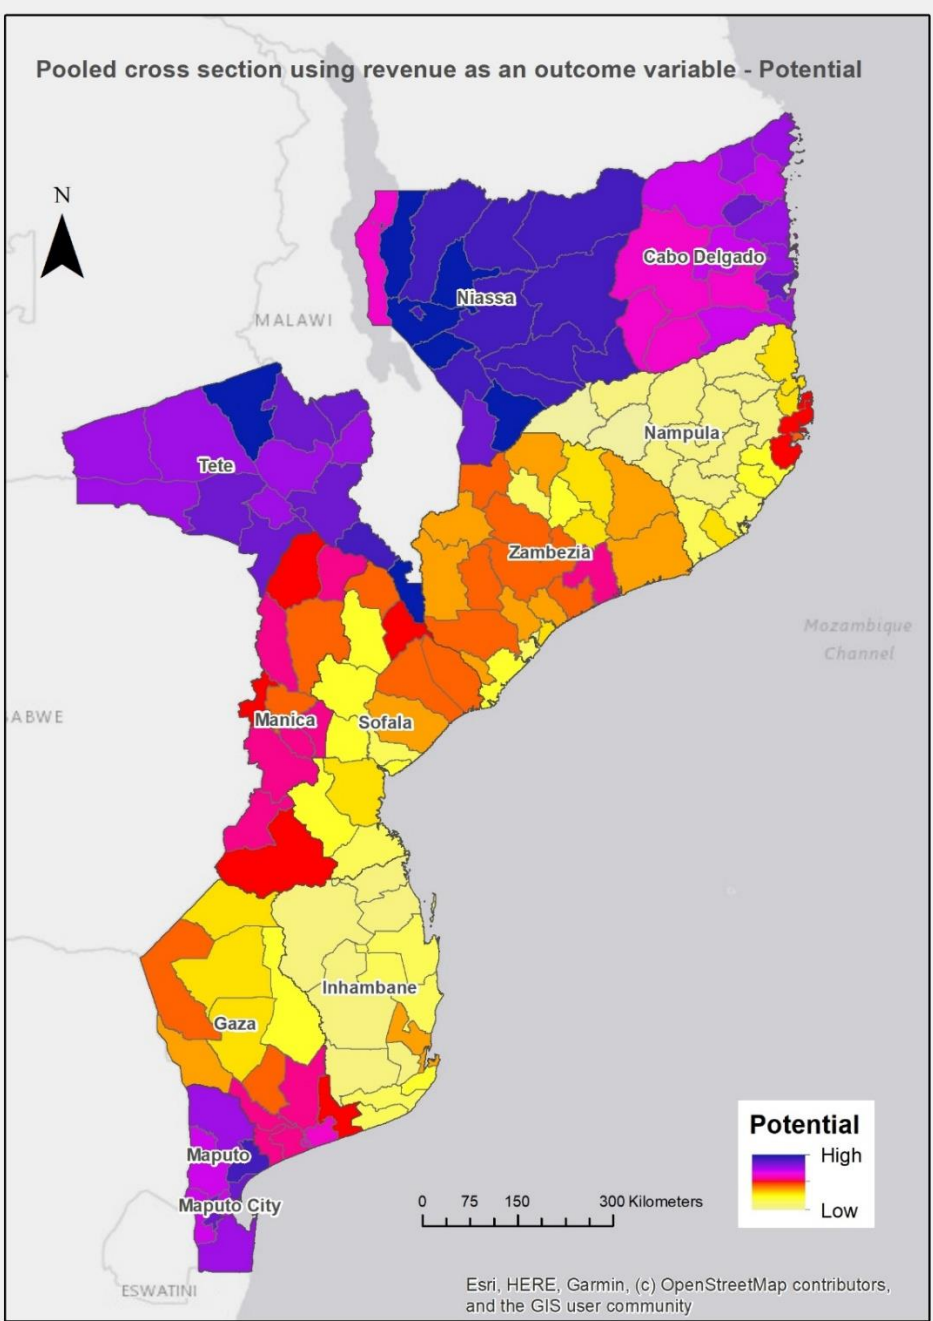 Pooled cross section using revenue as an outcome variable - Potential
N
Cabo Delgado
Niassa
MALAWI
Nampula
Tete
Zambezia
Mozambique
Channel
ABWE
Manica
Sofala
Inhambane
Gaza
Potential
High
Low
Maputo
Maputo City
0 75 150 300 Kilometers
ESWATINI
Esri, HERE, Garmin, (c) OpenStreetMap contributors,
and the GIS user community